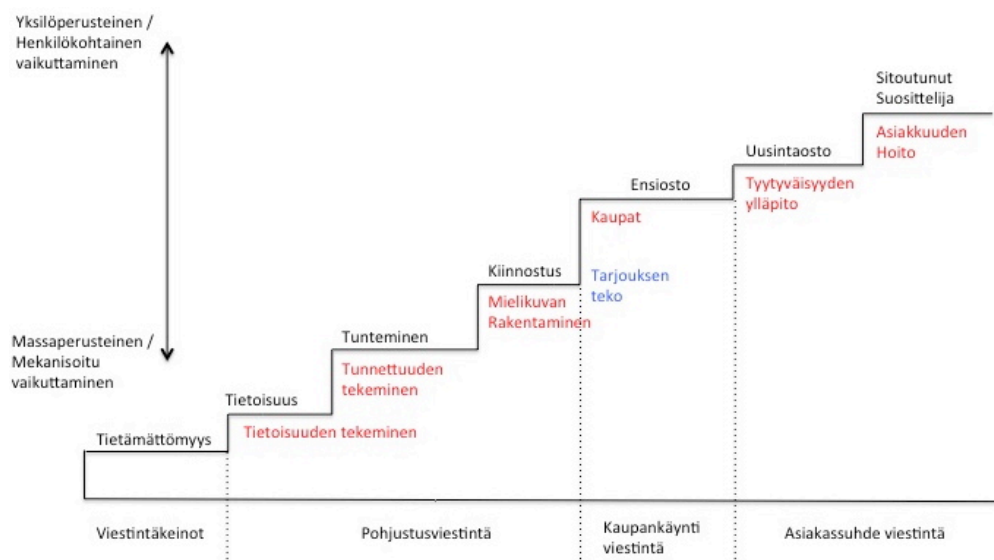 Yksilöperusteinen /
Henkilökohtainen
vaikuttaminen
Massaperusteinen /
Mekanisoitu
vaikuttaminen
Tietämättömyys
Tietoisuus
Tietoisuuden tekeminen
Tunteminen
Tunnettuuden
tekeminen
Kiinnostus
Mielikuvan
Rakentaminen
Ensiosto
Kaupat
Tarjouksen
teko
Uusintaosto
Tyytyväisyyden
ylläpito
Sitoutunut
Suosittelija
Asiakkuuden
Hoito
Viestintäkeinot
Pohjustusviestintä
Kaupankäynti
viestintä
Asiakassuhde viestintä